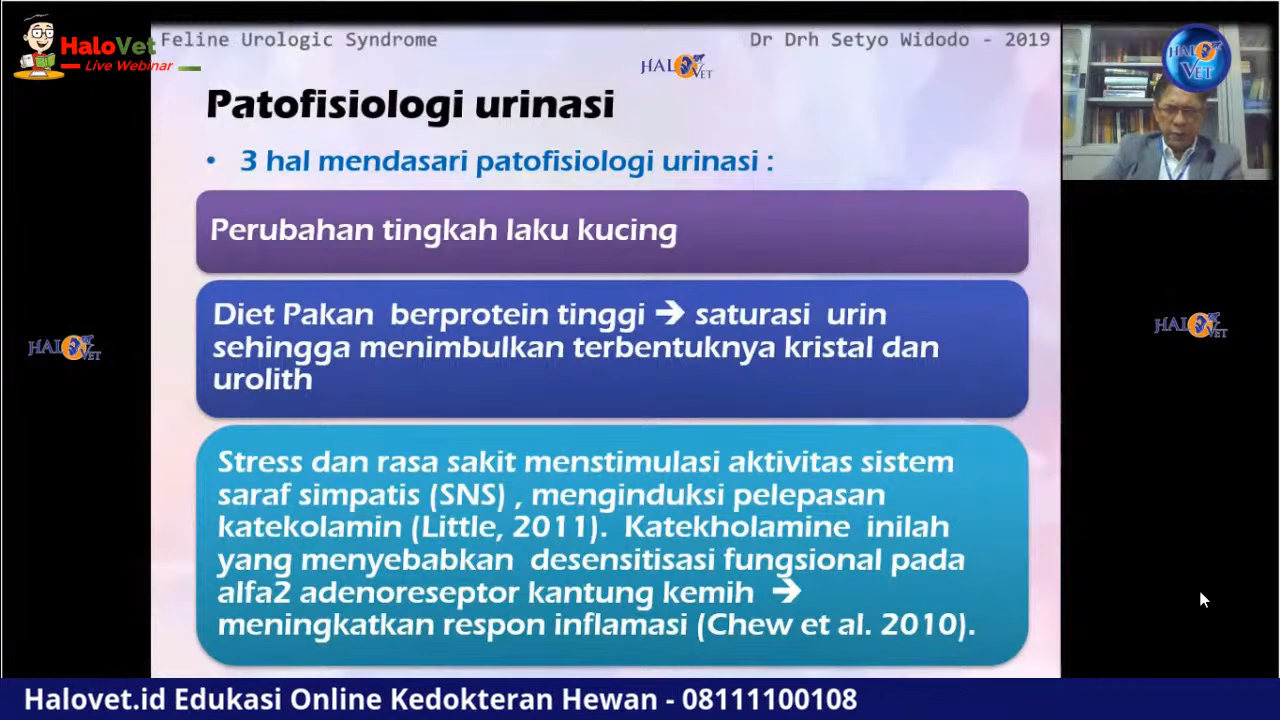 HaloVet
Live Webinar
Feline Urologic Syndrome
Dr Drh Setyo Widodo - 2019
HALOVET
HALO
VET
Patofisiologi urinasi
• 3 hal mendasari patofisiologi urinasi :
Perubahan tingkah laku kucing
Diet Pakan berprotein tinggi ➔ saturasi urin
sehingga menimbulkan terbentuknya kristal dan
urolith
Stress dan rasa sakit menstimulasi aktivitas sistem
saraf simpatis (SNS) , menginduksi pelepasan
katekolamin (Little, 2011). Katekholamine inilah
yang menyebabkan desensitisasi fungsional pada
alfa2 adenoreseptor kantung kemih ➔
meningkatkan respon inflamasi (Chew et al. 2010).
HALOVET
HALOVET
Halovet.id Edukasi Online Kedokteran Hewan - 08111100108